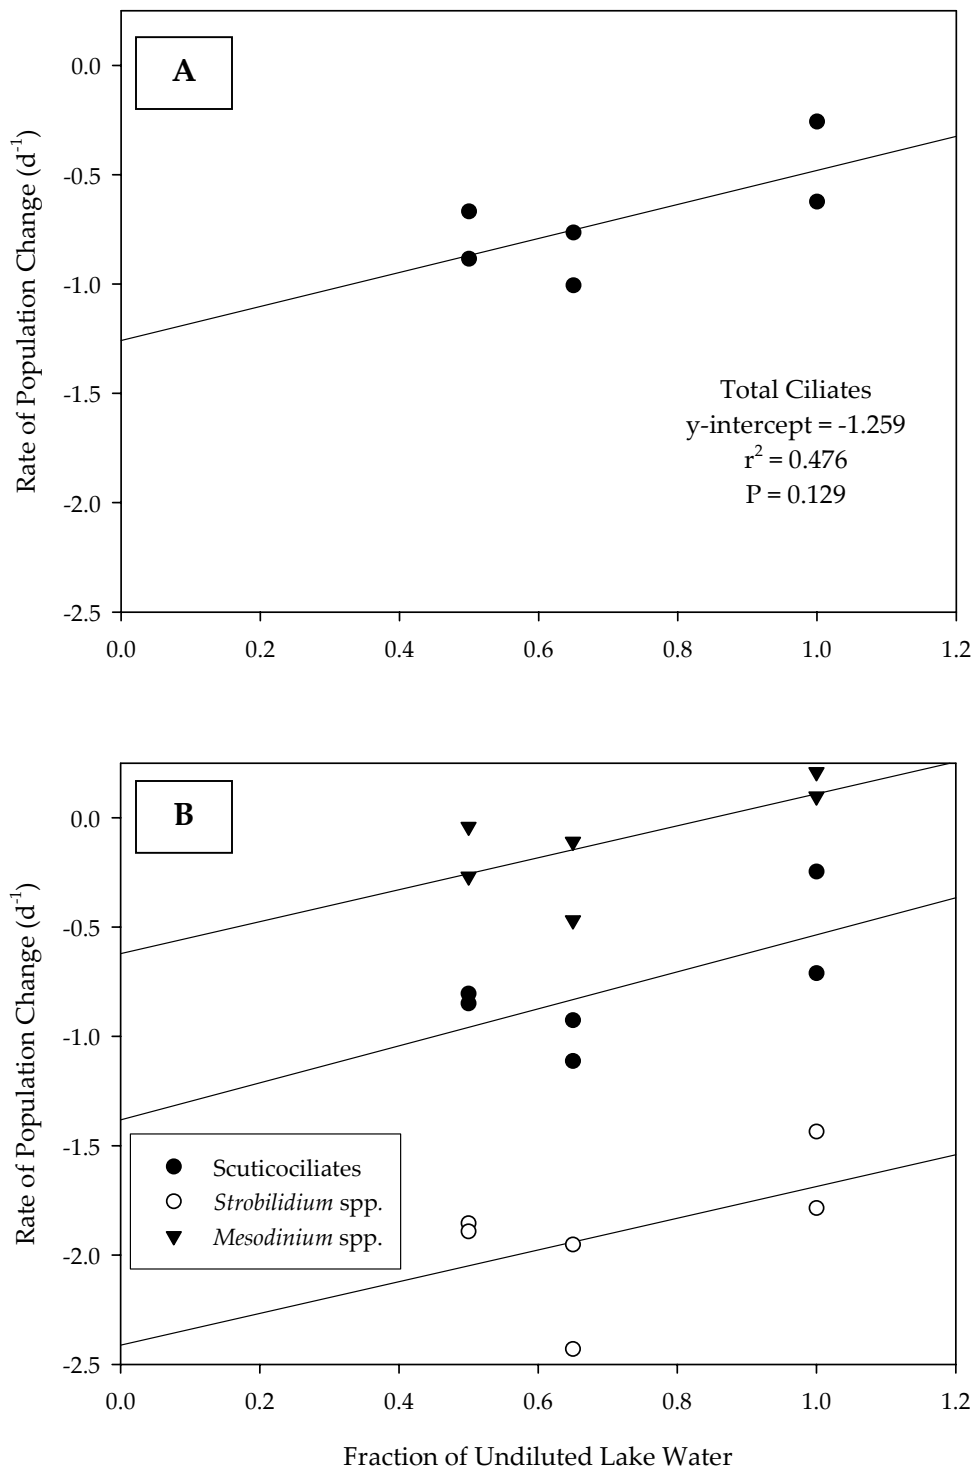 A
Rate of Population Change (d⁻¹)
0.0
-0.5
-1.0
-1.5
-2.0
-2.5
Total Ciliates
y-intercept = -1.259
r² = 0.476
P = 0.129
0.0 0.2 0.4 0.6 0.8 1.0 1.2
B
Rate of Population Change (d⁻¹)
0.0
-0.5
-1.0
-1.5
-2.0
-2.5
Scuticociliates
Strobilidium spp.
Mesodinium spp.
0.0 0.2 0.4 0.6 0.8 1.0 1.2
Fraction of Undiluted Lake Water